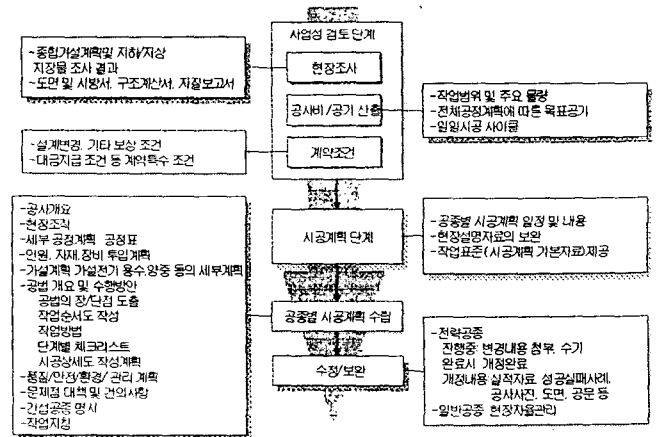 사업성 검토 단계
-종합가설계획및 지하/지상
지장물 조사 결과
-도면 및 시방서, 구조계산서, 지질보고서
현장조사
공사비/공기 산출
-작업범위 및 주요 물량
-전체공정계획에 따른 목표공기
-일일시공 사이클
-설계변경, 기타 보상 조건
-대금지급 조건 등 계약특수 조건
계약조건
시공계획 단계
-공종별 시공계획 일정 및 내용
-현장설명자료의 보완
-작업표준(시공계획 기본자료)제공
-공사개요
-현장조직
-세부 공정계획 공정표
-인원, 자재,장비 투입계획
-가설계획 가설전기 용수,양중 등의 세부계획
-공법 개요 및 수행방안
공법의 장/단점 도출
작업순서도 작성
작업방법
단계별 체크리스트
시공상세도 작성계획
-품질/안전/환경/ 관리 계획
-문제점 대책 및 건의사항
-건설공종 명시
-작업지침
공종별 시공계획 수립
수정/보완
-전략공종
진행중: 변경내용 첨부, 수기
완료시 개정완료
개정내용 실적자료, 성공실패사례,
공사사진, 도면, 공문 등
-일반공종 현장자율관리